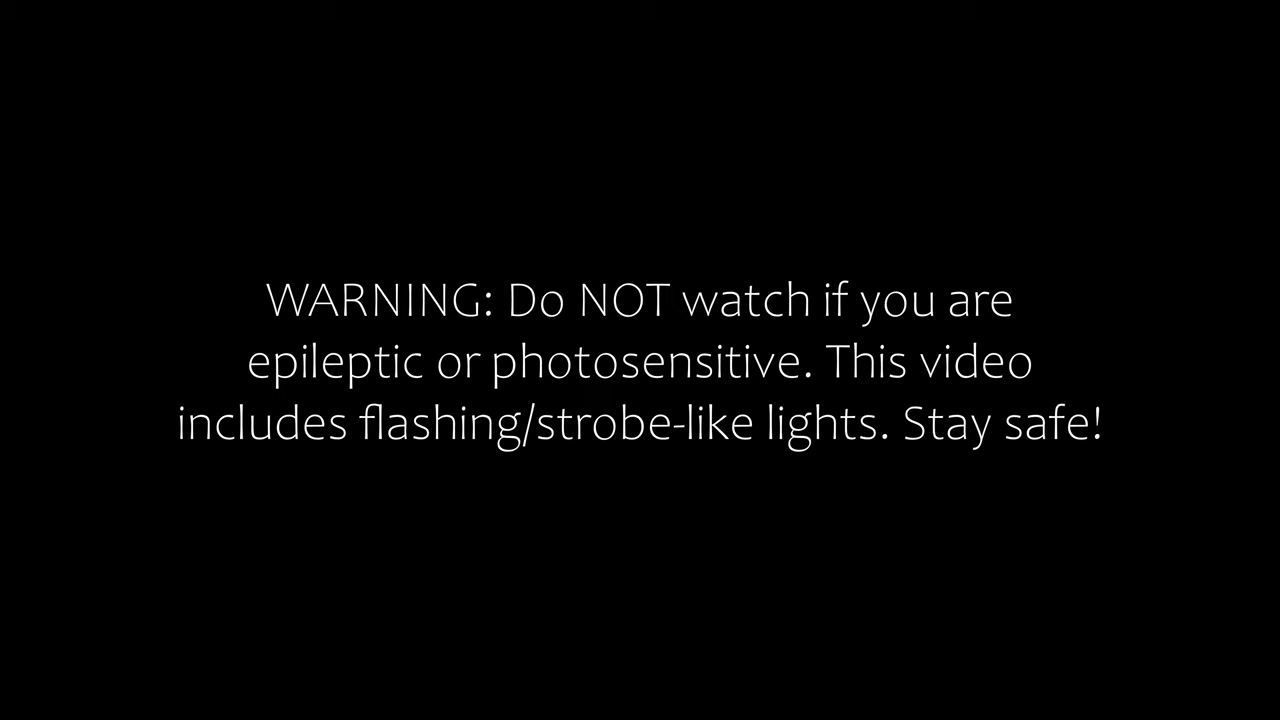 WARNING: Do NOT watch if you are
epileptic or photosensitive. This video
includes flashing/strobe-like lights. Stay safe!